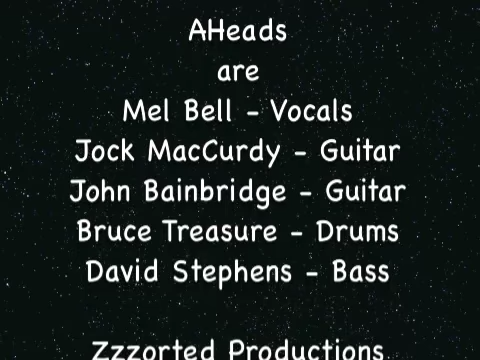 AHeads
are
Mel Bell - Vocals
Jock MacCurdy - Guitar
John Bainbridge - Guitar
Bruce Treasure - Drums
David Stephens - Bass
Zzzorted Productions